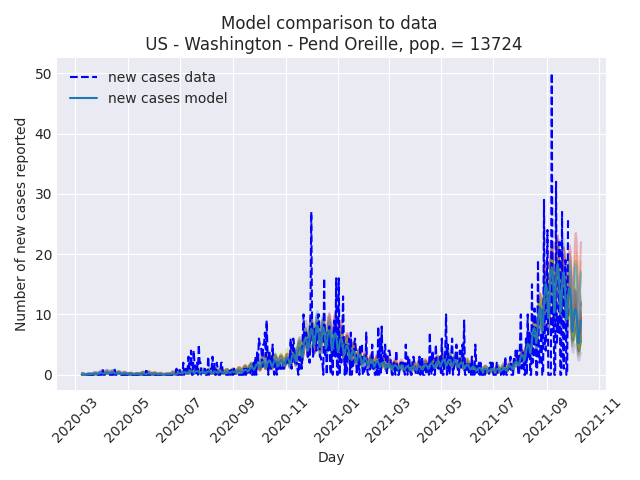 Model comparison to data
US - Washington - Pend Oreille, pop. = 13724
new cases data
new cases model
Number of new cases reported
50
40
30
20
10
0
2020-03
2020-05
2020-07
2020-09
2020-11
2021-01
2021-03
2021-05
2021-07
2021-09
2021-11
Day